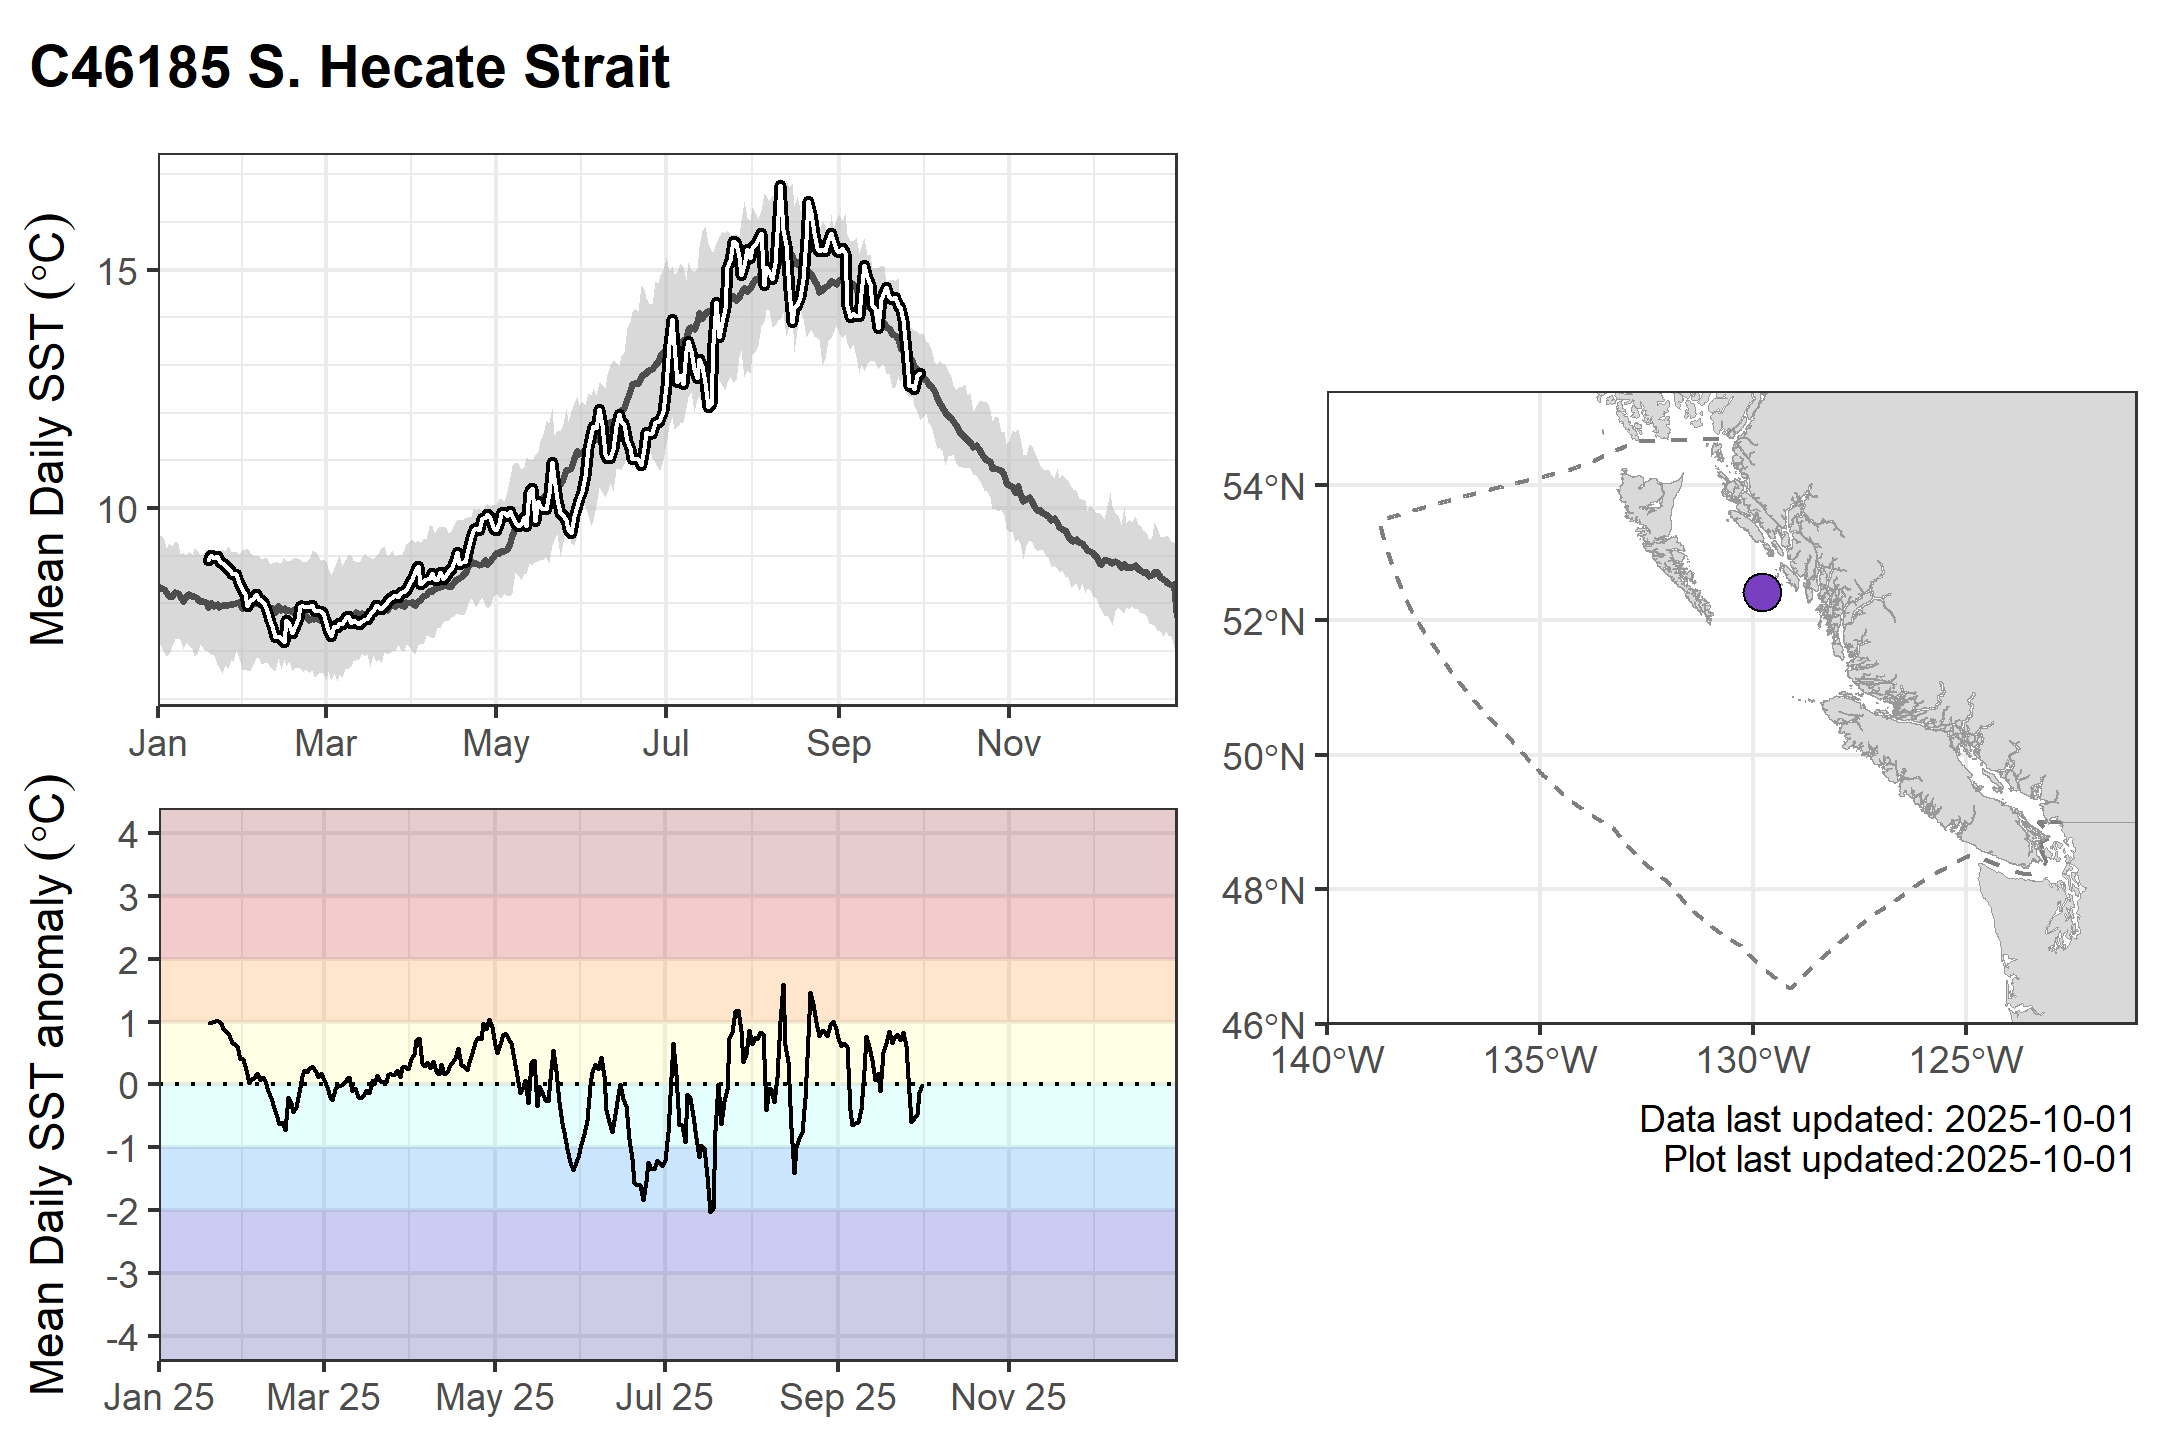 C46185 S. Hecate Strait
Mean Daily SST (°C)
15
10
Jan Mar May Jul Sep Nov
Mean Daily SST anomaly (°C)
4
3
2
1
0
-1
-2
-3
-4
Jan 25 Mar 25 May 25 Jul 25 Sep 25 Nov 25
54°N
52°N
50°N
48°N
46°N
140°W 135°W 130°W 125°W
Data last updated: 2025-10-01
Plot last updated:2025-10-01